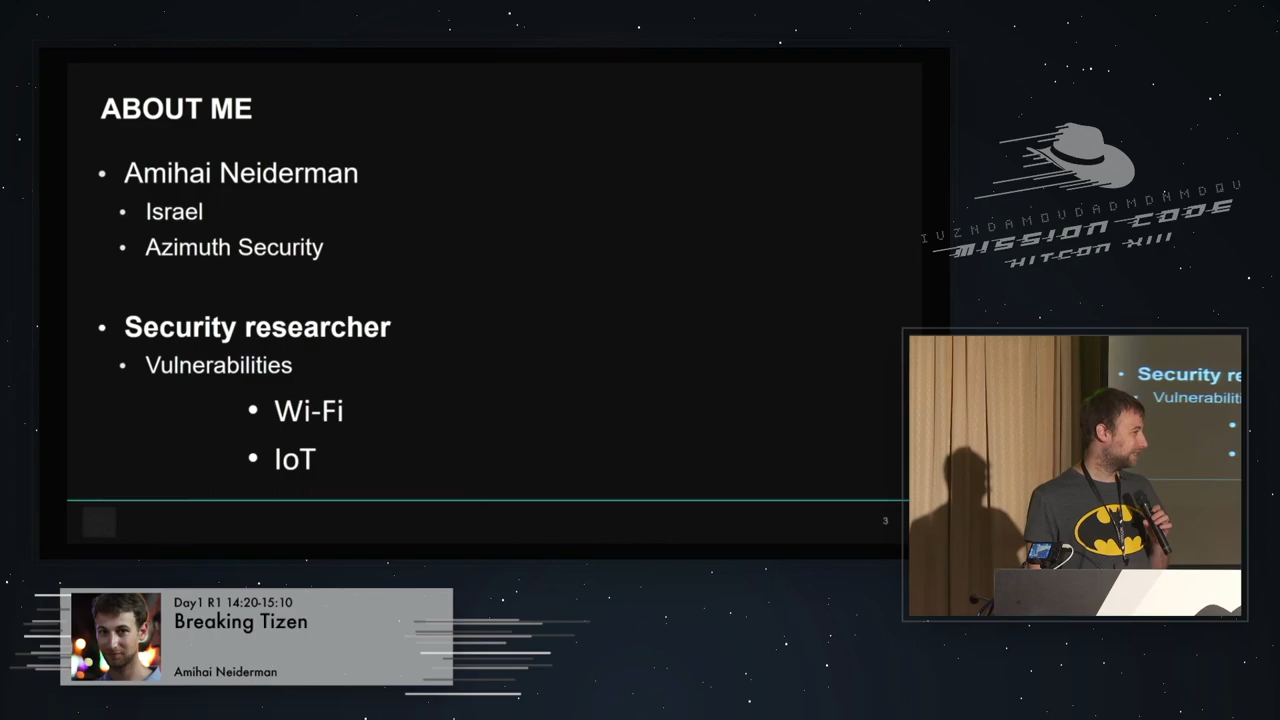 ABOUT ME
• Amihai Neiderman
• Israel
• Azimuth Security
• Security researcher
• Vulnerabilities
• Wi-Fi
• IoT
3
IVZNDAMOVDADMDNMDQV
MISSION CODE
HITCON XIII
• Security re
Vulnerabiliti
Day1 R1 14:20-15:10
Breaking Tizen
Amihai Neiderman